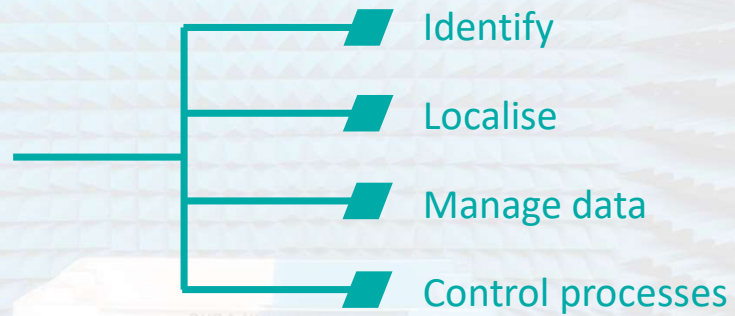 Identify
Localise
Manage data
Control processes